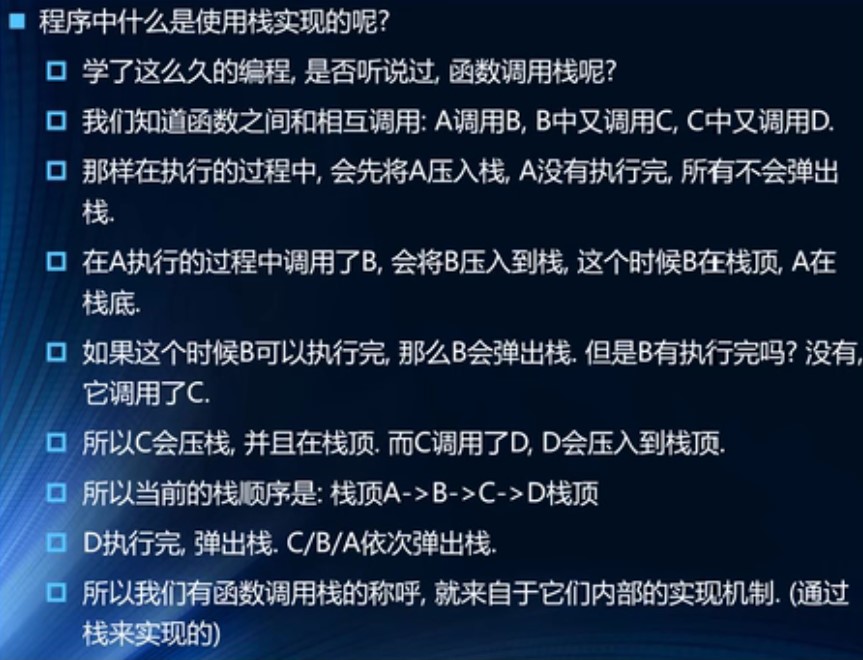 程序中什么是使用栈实现的呢?
学了这么久的编程, 是否听说过, 函数调用栈呢?
我们知道函数之间和相互调用: A调用B, B中又调用C, C中又调用D.
那样在执行的过程中, 会先将A压入栈, A没有执行完, 所有不会弹出
栈.
在A执行的过程中调用了B, 会将B压入到栈, 这个时候B在栈顶, A在
栈底.
如果这个时候B可以执行完, 那么B会弹出栈. 但是B有执行完吗? 没有,
它调用了C.
所以C会压栈, 并且在栈顶. 而C调用了D, D会压入到栈顶.
所以当前的栈顺序是: 栈顶A->B->C->D栈顶
D执行完, 弹出栈. C/B/A依次弹出栈.
所以我们有函数调用栈的称呼, 就来自于它们内部的实现机制. (通过
栈来实现的)